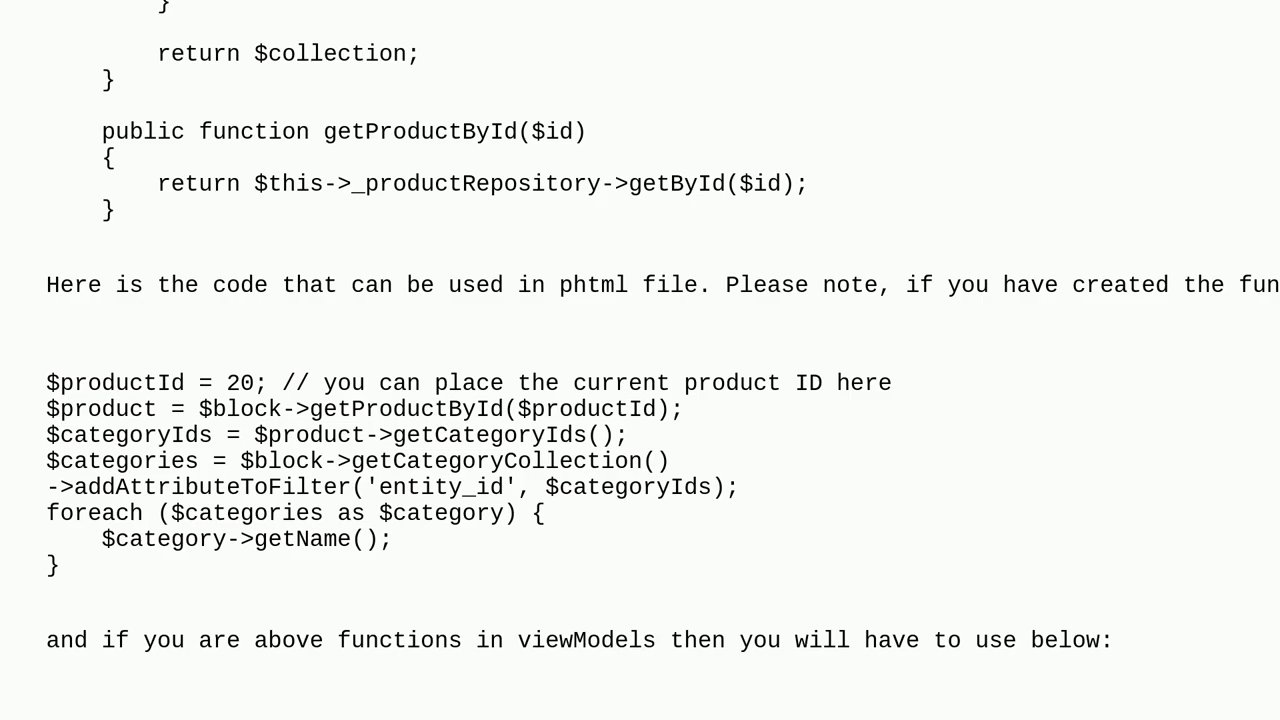 }
return $collection;
}
public function getProductById($id)
{
return $this->_productRepository->getById($id);
}
Here is the code that can be used in phtml file. Please note, if you have created the fun
$productId = 20; // you can place the current product ID here
$product = $block->getProductById($productId);
$categoryIds = $product->getCategoryIds();
$categories = $block->getCategoryCollection()
->addAttributeToFilter('entity_id', $categoryIds);
foreach ($categories as $category) {
$category->getName();
}
and if you are above functions in viewModels then you will have to use below: